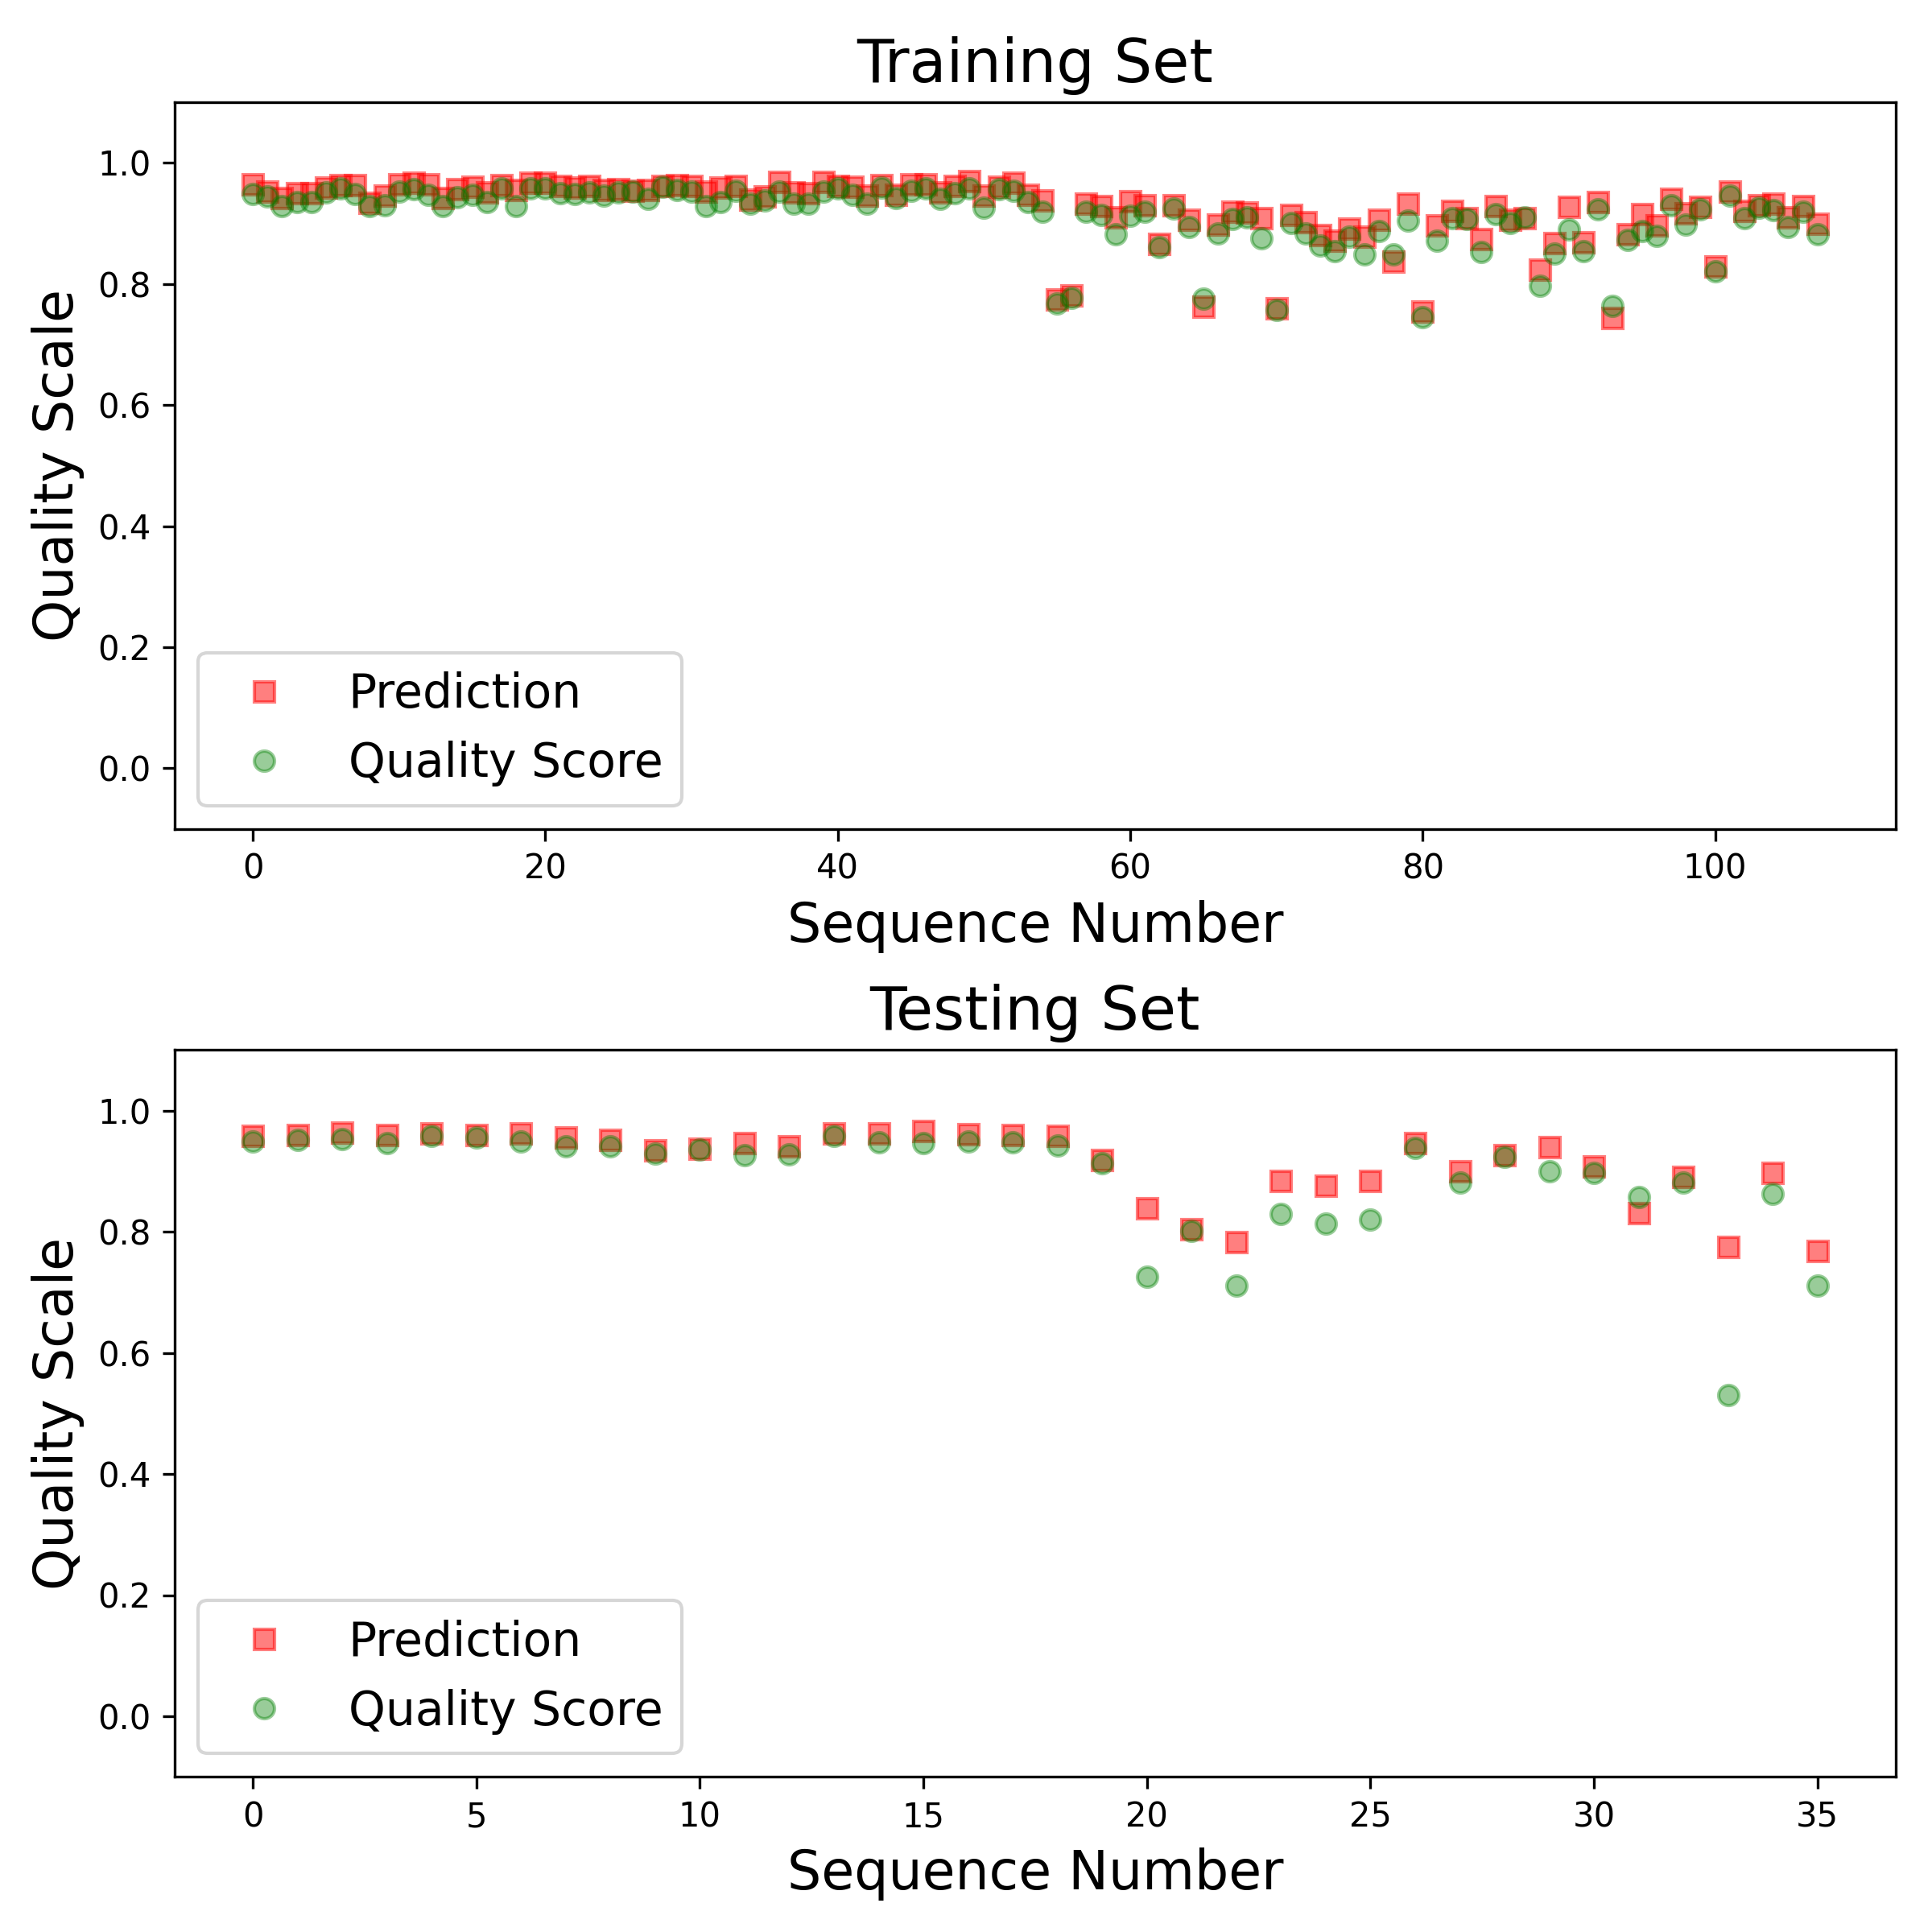 Training Set
Quality Scale
1.0
0.8
0.6
0.4
0.2
0.0
Prediction
Quality Score
0 20 40 60 80 100
Sequence Number
Testing Set
Quality Scale
1.0
0.8
0.6
0.4
0.2
0.0
Prediction
Quality Score
0 5 10 15 20 25 30 35
Sequence Number